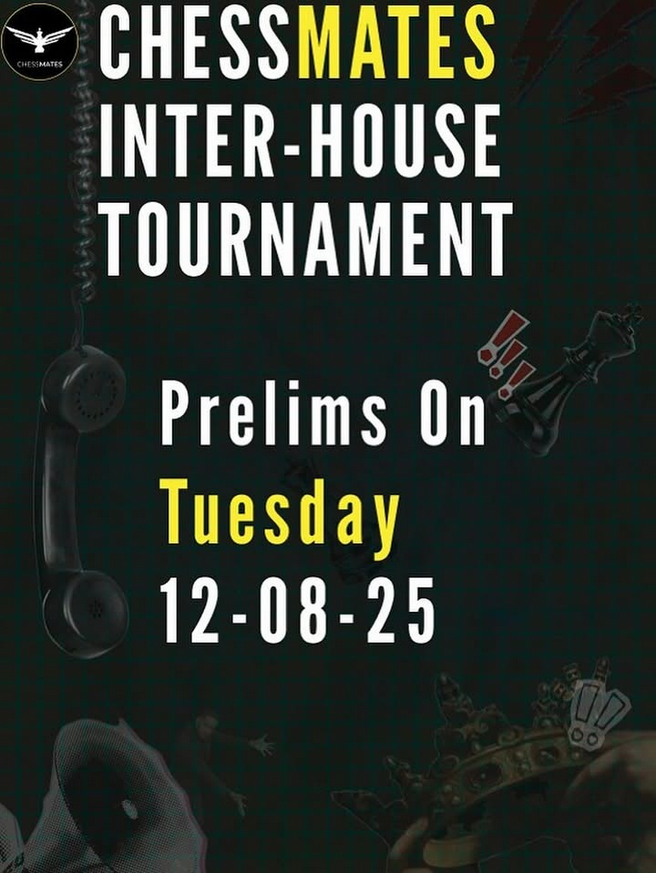 CHESSMATES
CHESSMATES
INTER-HOUSE
TOURNAMENT
Prelims On
Tuesday
12-08-25